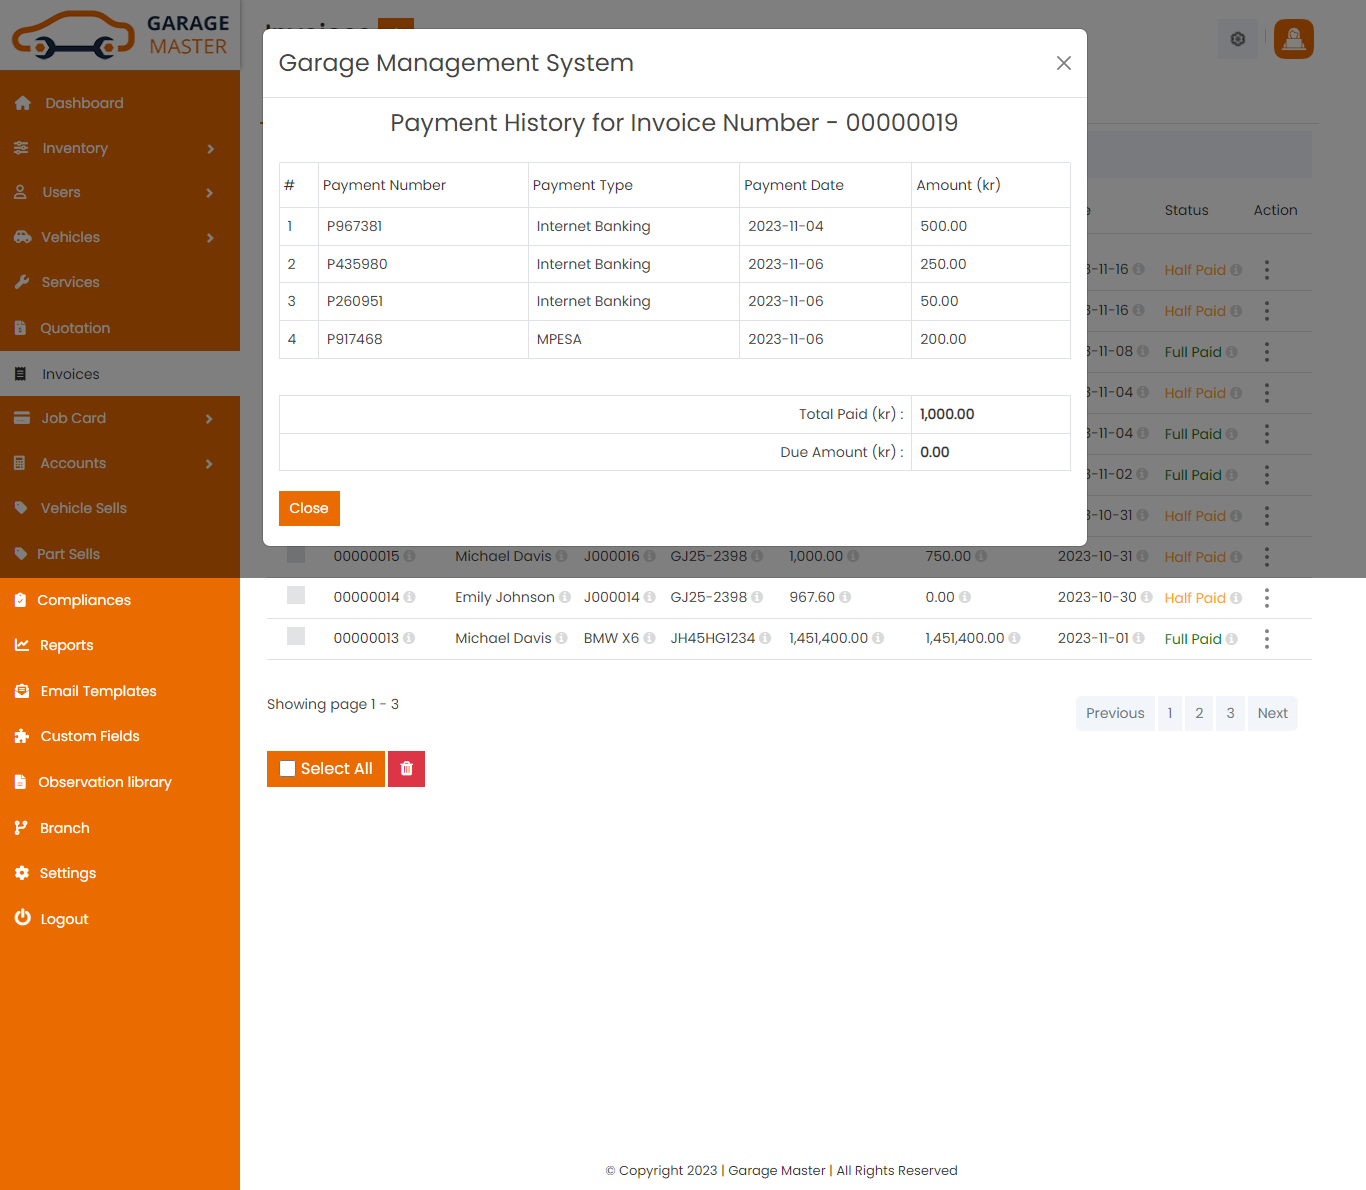 GARAGE
MASTER
Dashboard
Inventory
Users
Vehicles
Services
Quotation
Invoices
Job Card
Accounts
Vehicle Sells
Part Sells
Compliances
Reports
Email Templates
Custom Fields
Observation library
Branch
Settings
Logout
Garage Management System
Payment History for Invoice Number - 00000019
# Payment Number Payment Type Payment Date Amount (kr)
1 P967381 Internet Banking 2023-11-04 500.00
2 P435980 Internet Banking 2023-11-06 250.00
3 P260951 Internet Banking 2023-11-06 50.00
4 P917468 MPESA 2023-11-06 200.00
Total Paid (kr) : 1,000.00
Due Amount (kr) : 0.00
Close
Status Action
-11-16 Half Paid
-11-16 Half Paid
-11-08 Full Paid
-11-04 Half Paid
-11-04 Full Paid
-11-02 Full Paid
-10-31 Half Paid
00000015 Michael Davis J000016 GJ25-2398 1,000.00 750.00 2023-10-31 Half Paid
00000014 Emily Johnson J000014 GJ25-2398 967.60 0.00 2023-10-30 Half Paid
00000013 Michael Davis BMW X6 JH45HG1234 1,451,400.00 1,451,400.00 2023-11-01 Full Paid
Showing page 1 - 3
Previous 1 2 3 Next
Select All
© Copyright 2023 | Garage Master | All Rights Reserved